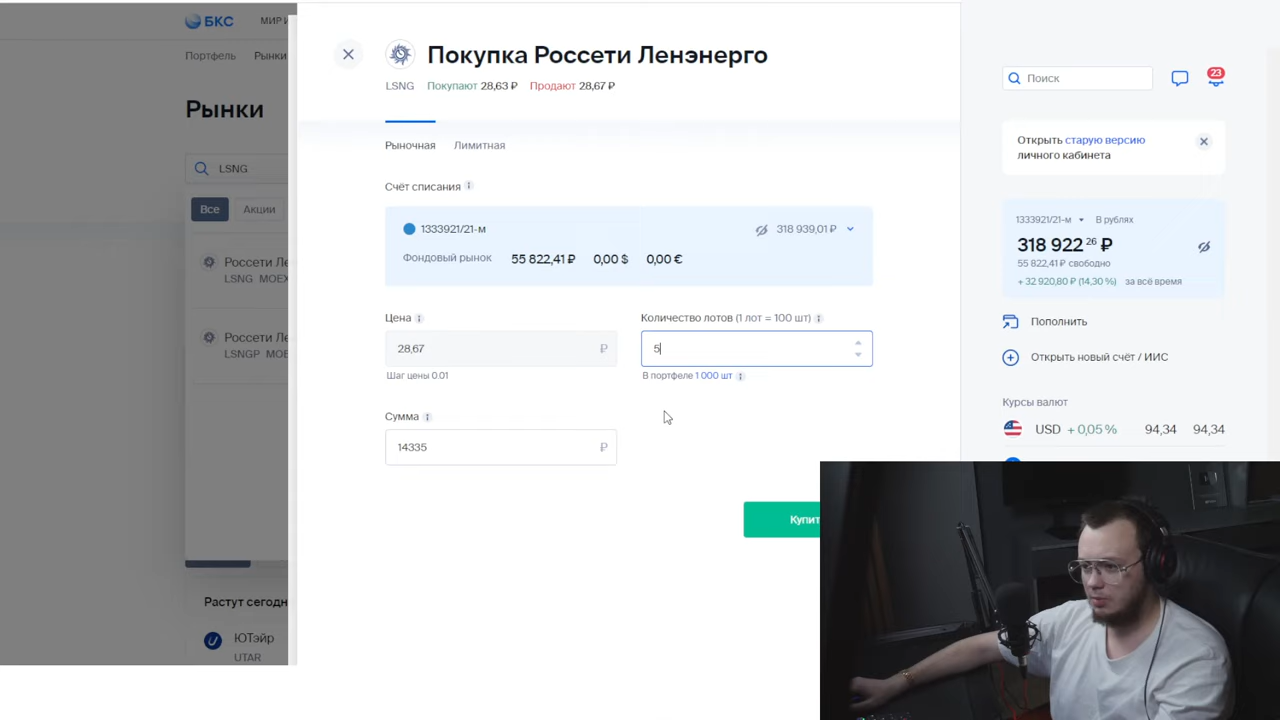 БКС
МИР И
Портфель
Рынки
Рынки
LSNG
Все
Акции
Россети Ле
LSNG MOEX
Россети Ле
LSNGP MOE
Растут сегодн
ЮТэйр
UTAR
Покупка Россети Ленэнерго
LSNG Покупают 28,63 ₽ Продают 28,67 ₽
Рыночная Лимитная
Счёт списания
1333921/21-м 318 939,01 ₽
Фондовый рынок 55 822,41 ₽ 0,00 $ 0,00 €
Цена
28,67 ₽
Шаг цены 0.01
Количество лотов (1 лот = 100 шт)
5
В портфеле 1 000 шт
Сумма
14335 ₽
Купит
Поиск
23
Открыть старую версию
личного кабинета
1333921/21-м В рублях
318 922 26 ₽
55 822,41 ₽ свободно
+ 32 920,80 ₽ (14,30 %) за всё время
Пополнить
Открыть новый счёт / ИИС
Курсы валют
USD + 0,05 % 94,34 94,34